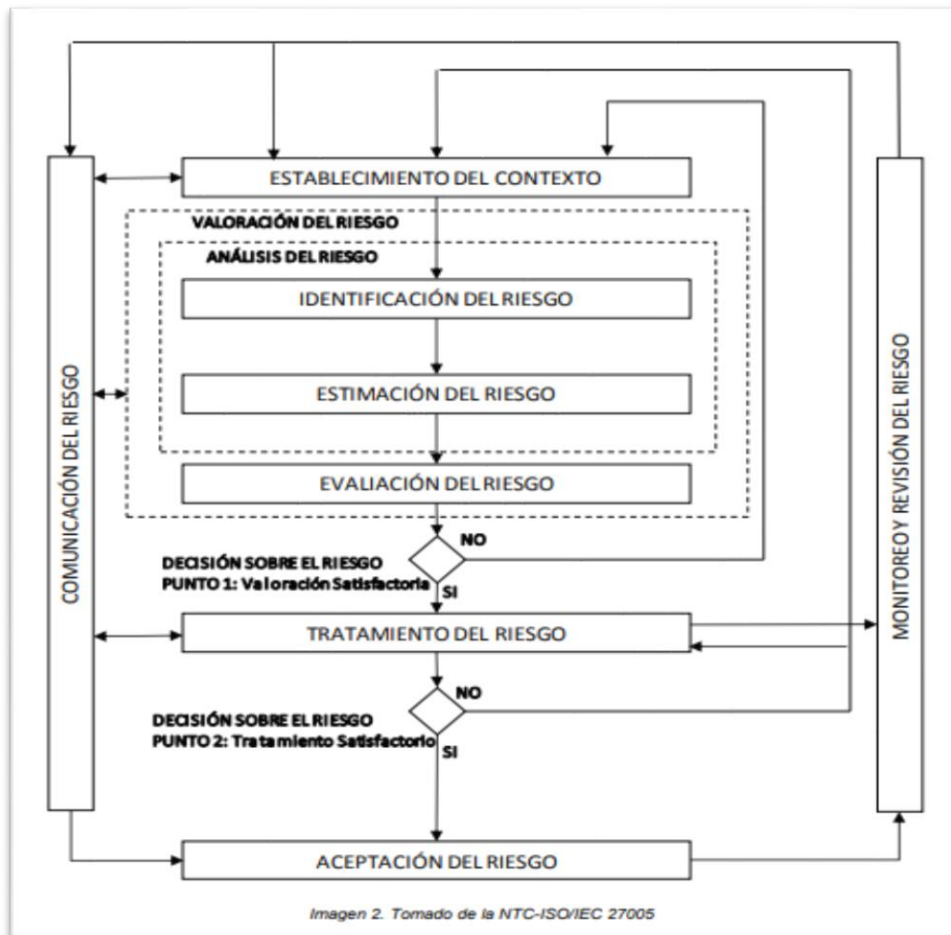 ESTABLECIMIENTO DEL CONTEXTO
VALORACIÓN DEL RIESGO
ANÁLISIS DEL RIESGO
IDENTIFICACIÓN DEL RIESGO
ESTIMACIÓN DEL RIESGO
EVALIACIÓN DEL RIESGO
NO
DECISIÓN SOBRE EL RIESGO
PUNTO 1: Valoración Satisfactoria
SI
TRATAMIENTO DEL RIESGO
NO
DECISIÓN SOBRE EL RIESGO
PUNTO 2: Tratamiento Satisfactorio
SI
ACEPTACIÓN DEL RIESGO
COMUNICACIÓN DEL RIESGO
MONITOREO Y REVISIÓN DEL RIESGO
Imagen 2. Tomado de la NTC-ISO/IEC 27005